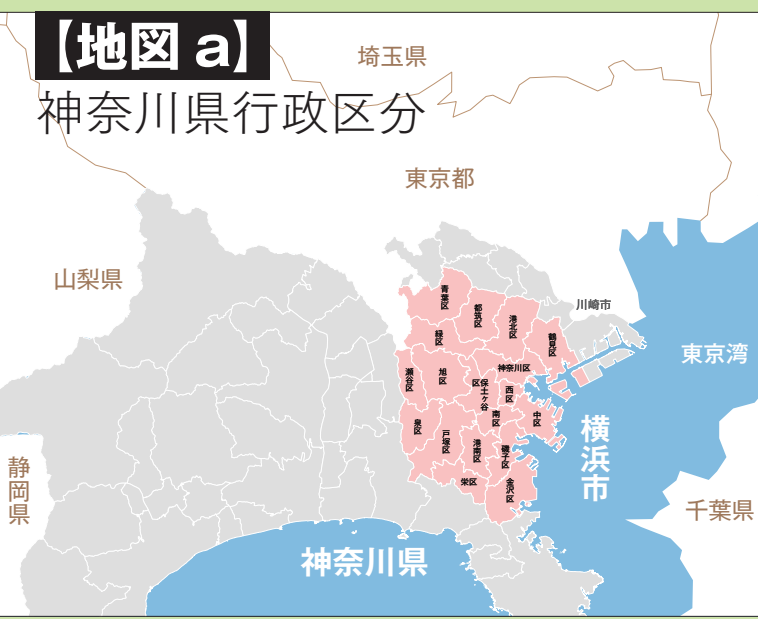 【地図 a】
神奈川県行政区分
埼玉県
東京都
山梨県
川崎市
東京湾
静岡県
千葉県
横浜市
神奈川県
青葉区
都筑区
港北区
鶴見区
緑区
神奈川区
瀬谷区
旭区
保土ヶ谷区
西区
中区
南区
泉区
戸塚区
港南区
磯子区
栄区
金沢区